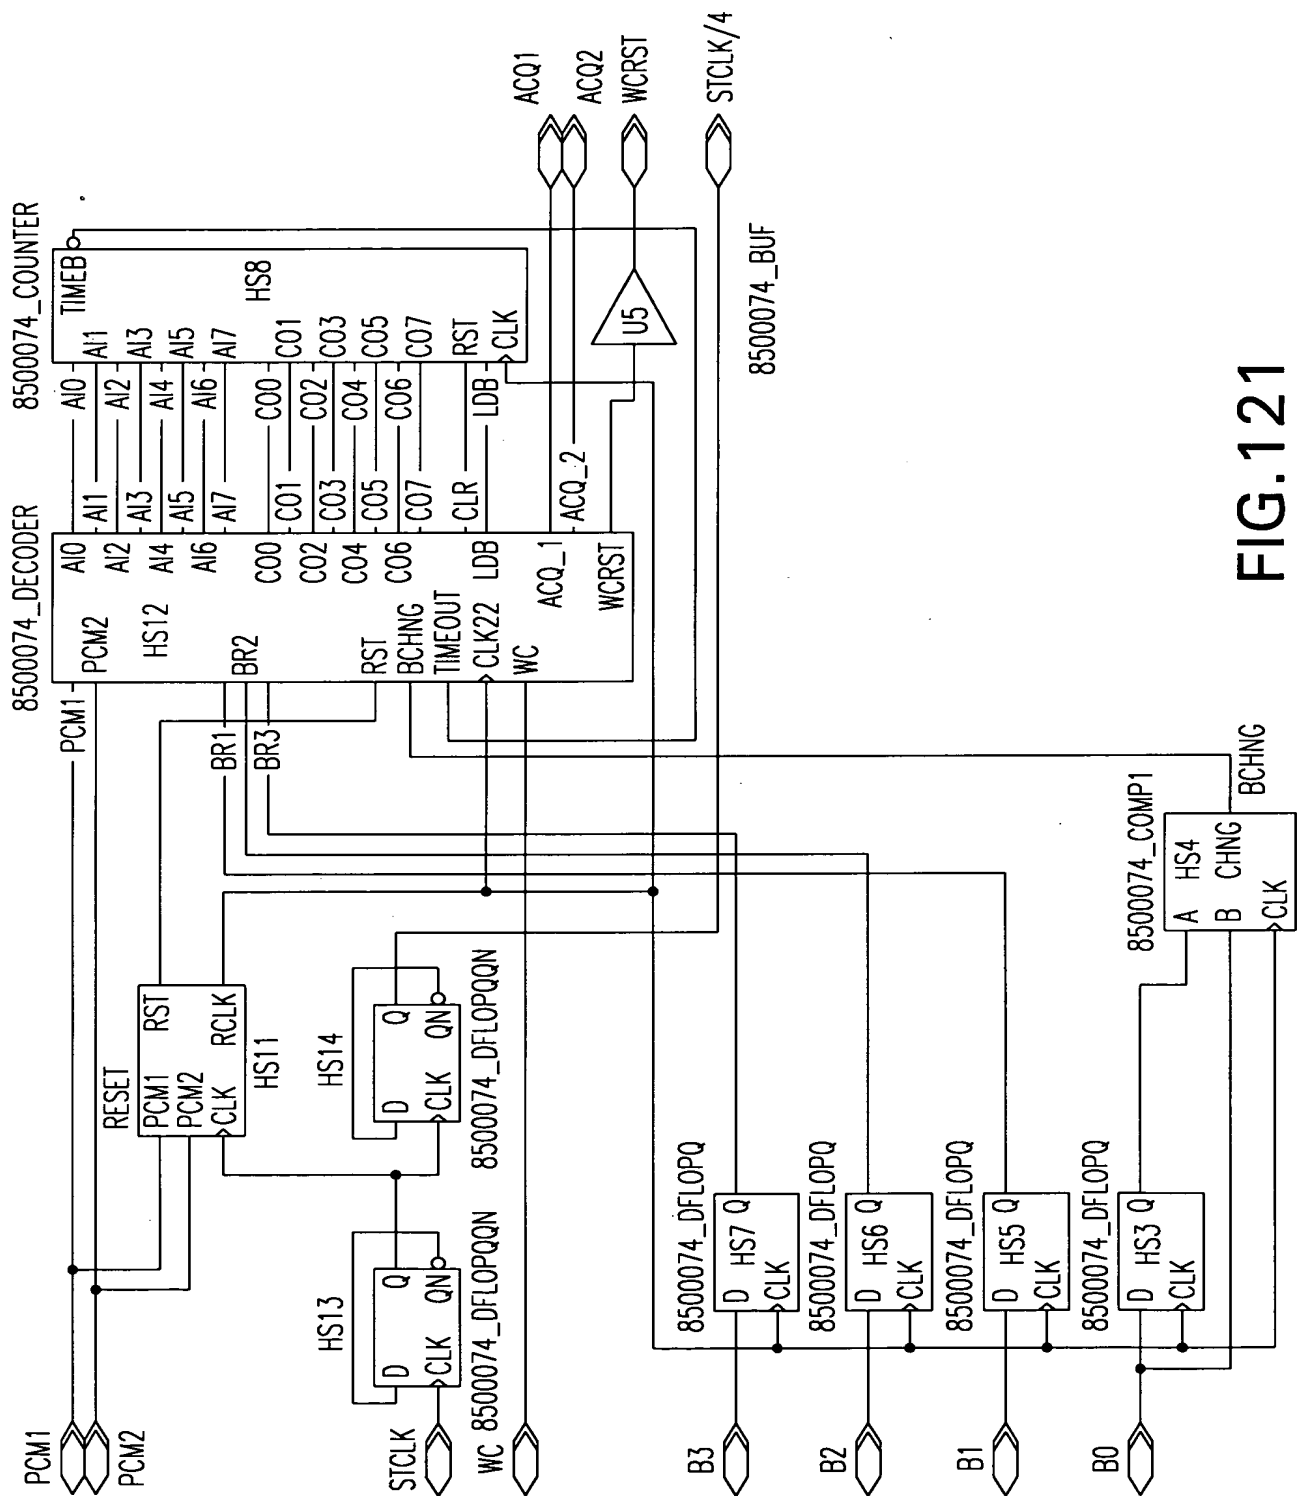 8500074_DECODER
8500074_COUNTER
PCM1
PCM2
PCM1
PCM2
HS12
AI0
AI1
AI2
AI3
AI4
AI5
AI6
AI7
AI0
AI1
AI2
AI3
AI4
AI5
AI6
AI7
TIMEB
HS8
BR1
BR2
BR3
CO0
CO1
CO2
CO3
CO4
CO5
CO6
CO7
CO0
CO1
CO2
CO3
CO4
CO5
CO6
CO7
RST
BCHNG
TIMEOUT
CLK22
WC
CLR
LDB
RST
LDB
CLK
ACQ_1
ACQ_2
WCRST
ACQ1
ACQ2
WCRST
STCLK/4
U5
8500074_BUF
RESET
PCM1
PCM2
CLK
RST
RCLK
HS11
HS13
D
Q
CLK
QN
8500074_DFLOPQQN
HS14
D
Q
CLK
QN
8500074_DFLOPQQN
STCLK
WC
8500074_DFLOPQ
B3
D
HS7
Q
CLK
8500074_DFLOPQ
B2
D
HS6
Q
CLK
8500074_DFLOPQ
B1
D
HS5
Q
CLK
8500074_DFLOPQ
B0
D
HS3
Q
CLK
8500074_COMP1
A
HS4
B
CHNG
CLK
BCHNG
FIG.121